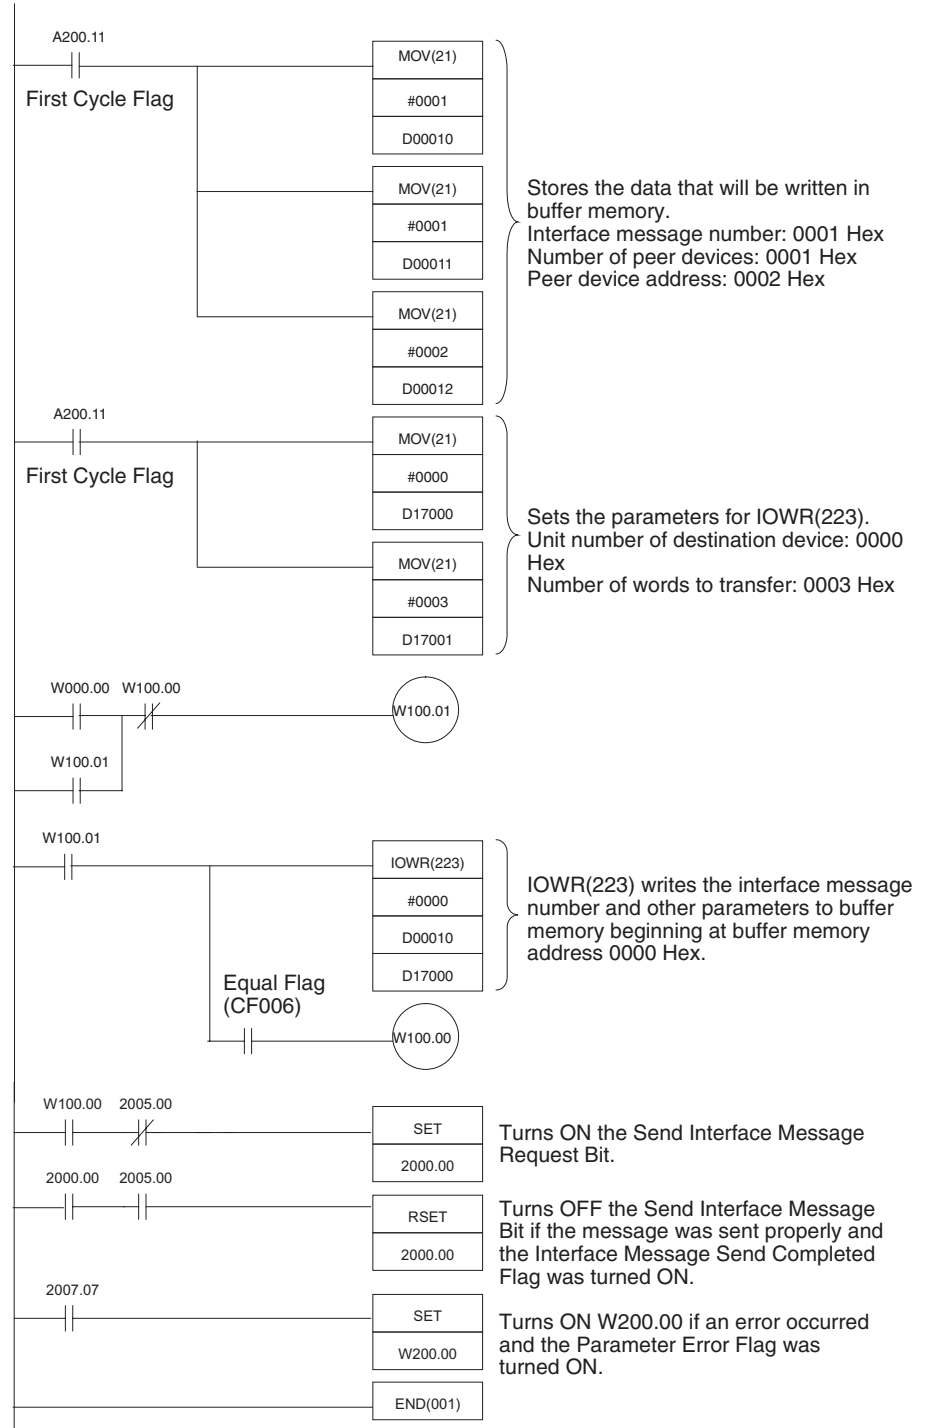 A200.11
First Cycle Flag
MOV(21)
#0001
D00010
MOV(21)
#0001
D00011
MOV(21)
#0002
D00012
Stores the data that will be written in
buffer memory.
Interface message number: 0001 Hex
Number of peer devices: 0001 Hex
Peer device address: 0002 Hex
A200.11
First Cycle Flag
MOV(21)
#0000
D17000
MOV(21)
#0003
D17001
Sets the parameters for IOWR(223).
Unit number of destination device: 0000
Hex
Number of words to transfer: 0003 Hex
W000.00 W100.00
W100.01
W100.01
W100.01
IOWR(223)
#0000
D00010
D17000
IOWR(223) writes the interface message
number and other parameters to buffer
memory beginning at buffer memory
address 0000 Hex.
Equal Flag
(CF006)
W100.00
W100.00 2005.00
SET
2000.00
Turns ON the Send Interface Message
Request Bit.
2000.00 2005.00
RSET
2000.00
Turns OFF the Send Interface Message
Bit if the message was sent properly and
the Interface Message Send Completed
Flag was turned ON.
2007.07
SET
W200.00
Turns ON W200.00 if an error occurred
and the Parameter Error Flag was
turned ON.
END(001)